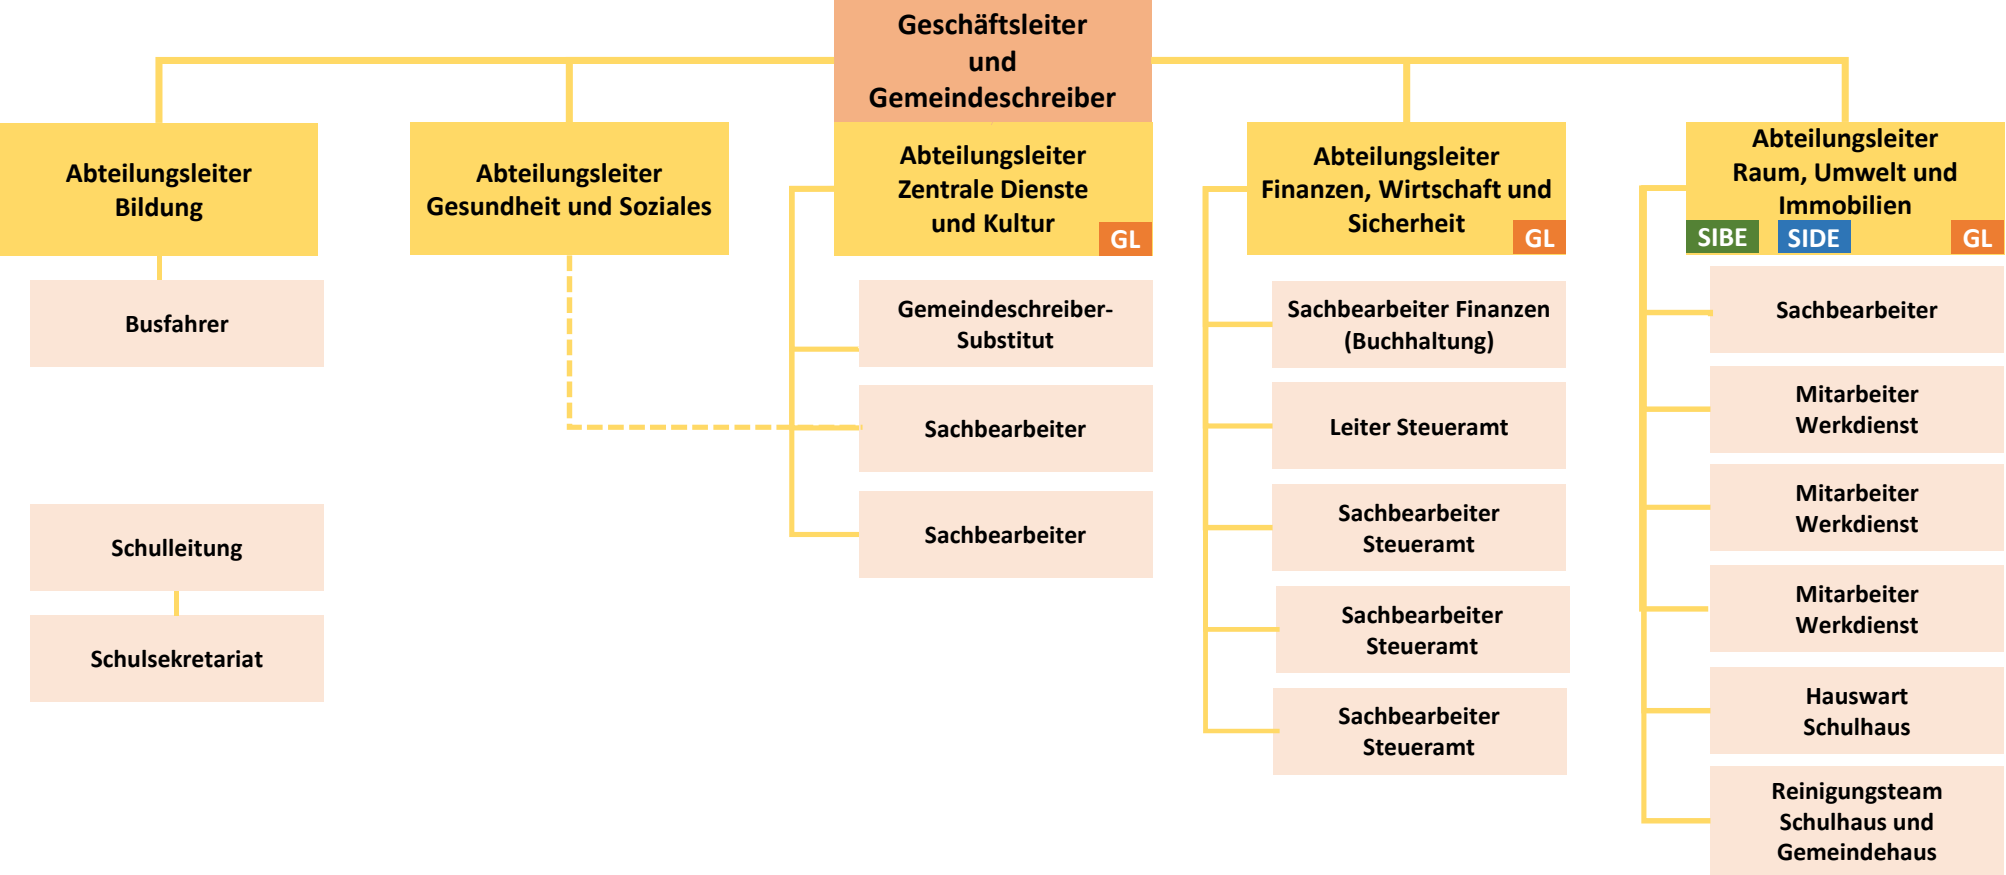 Geschäftsleiter
und
Gemeindeschreiber
Abteilungsleiter
Bildung
Busfahrer
Schulleitung
Schulsekretariat
Abteilungsleiter
Gesundheit und Soziales
Abteilungsleiter
Zentrale Dienste
und Kultur
GL
Gemeindeschreiber-
Substitut
Sachbearbeiter
Sachbearbeiter
Abteilungsleiter
Finanzen, Wirtschaft und
Sicherheit
GL
Sachbearbeiter Finanzen
(Buchhaltung)
Leiter Steueramt
Sachbearbeiter
Steueramt
Sachbearbeiter
Steueramt
Sachbearbeiter
Steueramt
Abteilungsleiter
Raum, Umwelt und
Immobilien
SIBE SIDE GL
Sachbearbeiter
Mitarbeiter
Werkdienst
Mitarbeiter
Werkdienst
Mitarbeiter
Werkdienst
Hauswart
Schulhaus
Reinigungsteam
Schulhaus und
Gemeindehaus